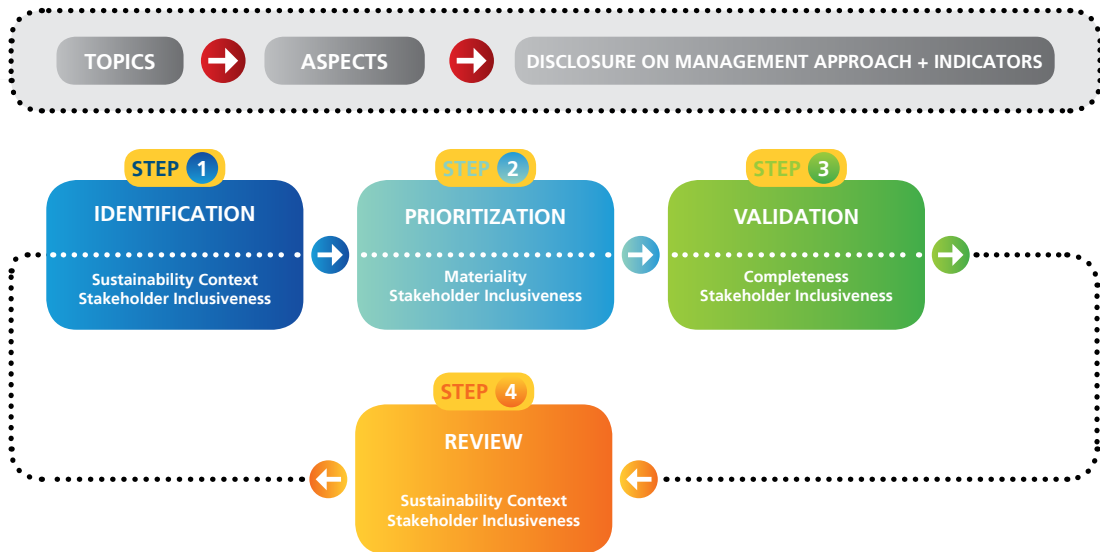 TOPICS
ASPECTS
DISCLOSURE ON MANAGEMENT APPROACH + INDICATORS
STEP 1
IDENTIFICATION
Sustainability Context
Stakeholder Inclusiveness
STEP 2
PRIORITIZATION
Materiality
Stakeholder Inclusiveness
STEP 3
VALIDATION
Completeness
Stakeholder Inclusiveness
STEP 4
REVIEW
Sustainability Context
Stakeholder Inclusiveness